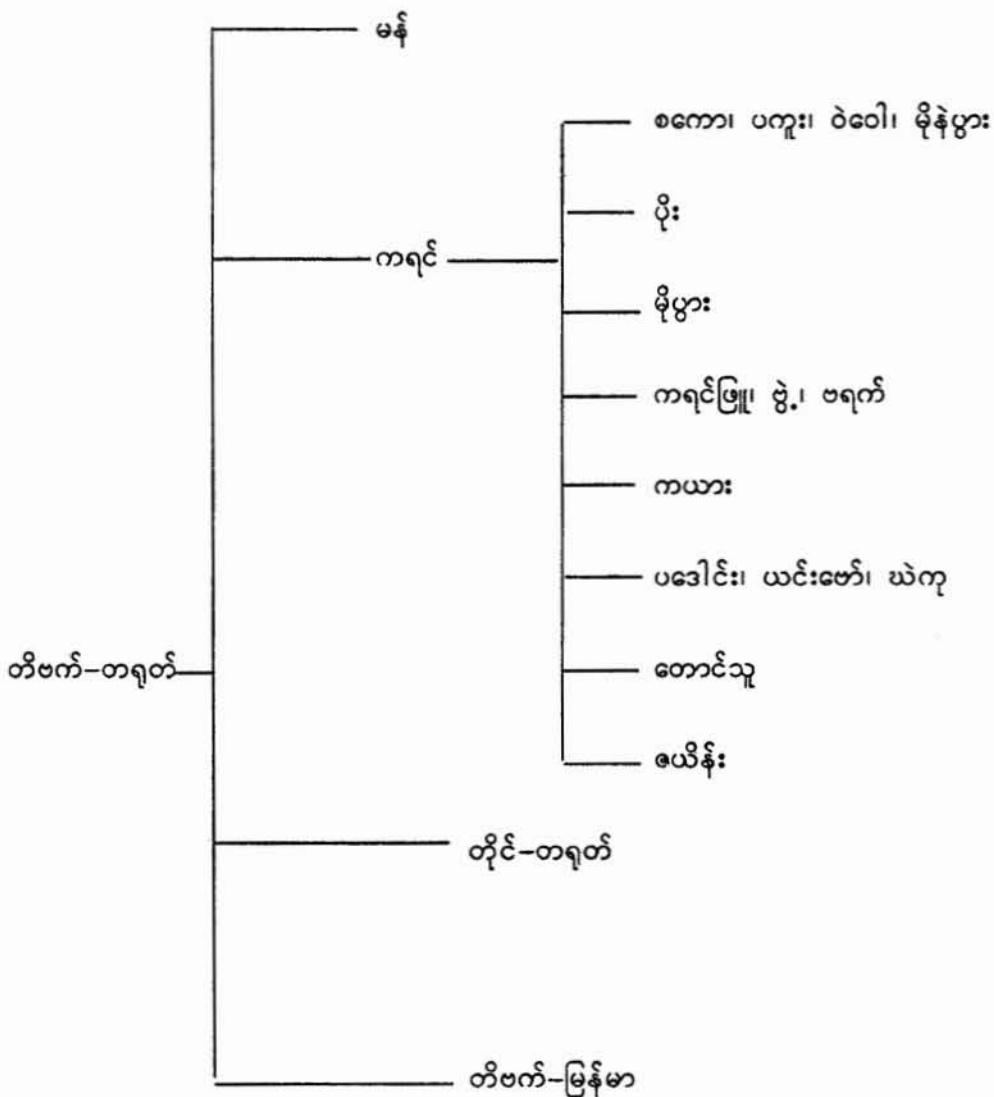 မန်
စကော၊ ပကူး၊ ဝဲဝေါ၊ မိုနဲပွား
ပိုး
ကရင်
မိုပွား
ကရင်ဖြူ၊ ဗွဲ့၊ ဗရက်
ကယား
ပဒေါင်း၊ ယင်းဗော်၊ ဃဲကု
တိဗက်–တရုတ်
တောင်သူ
ဇယိန်း
တိုင်–တရုတ်
တိဗက်–မြန်မာ